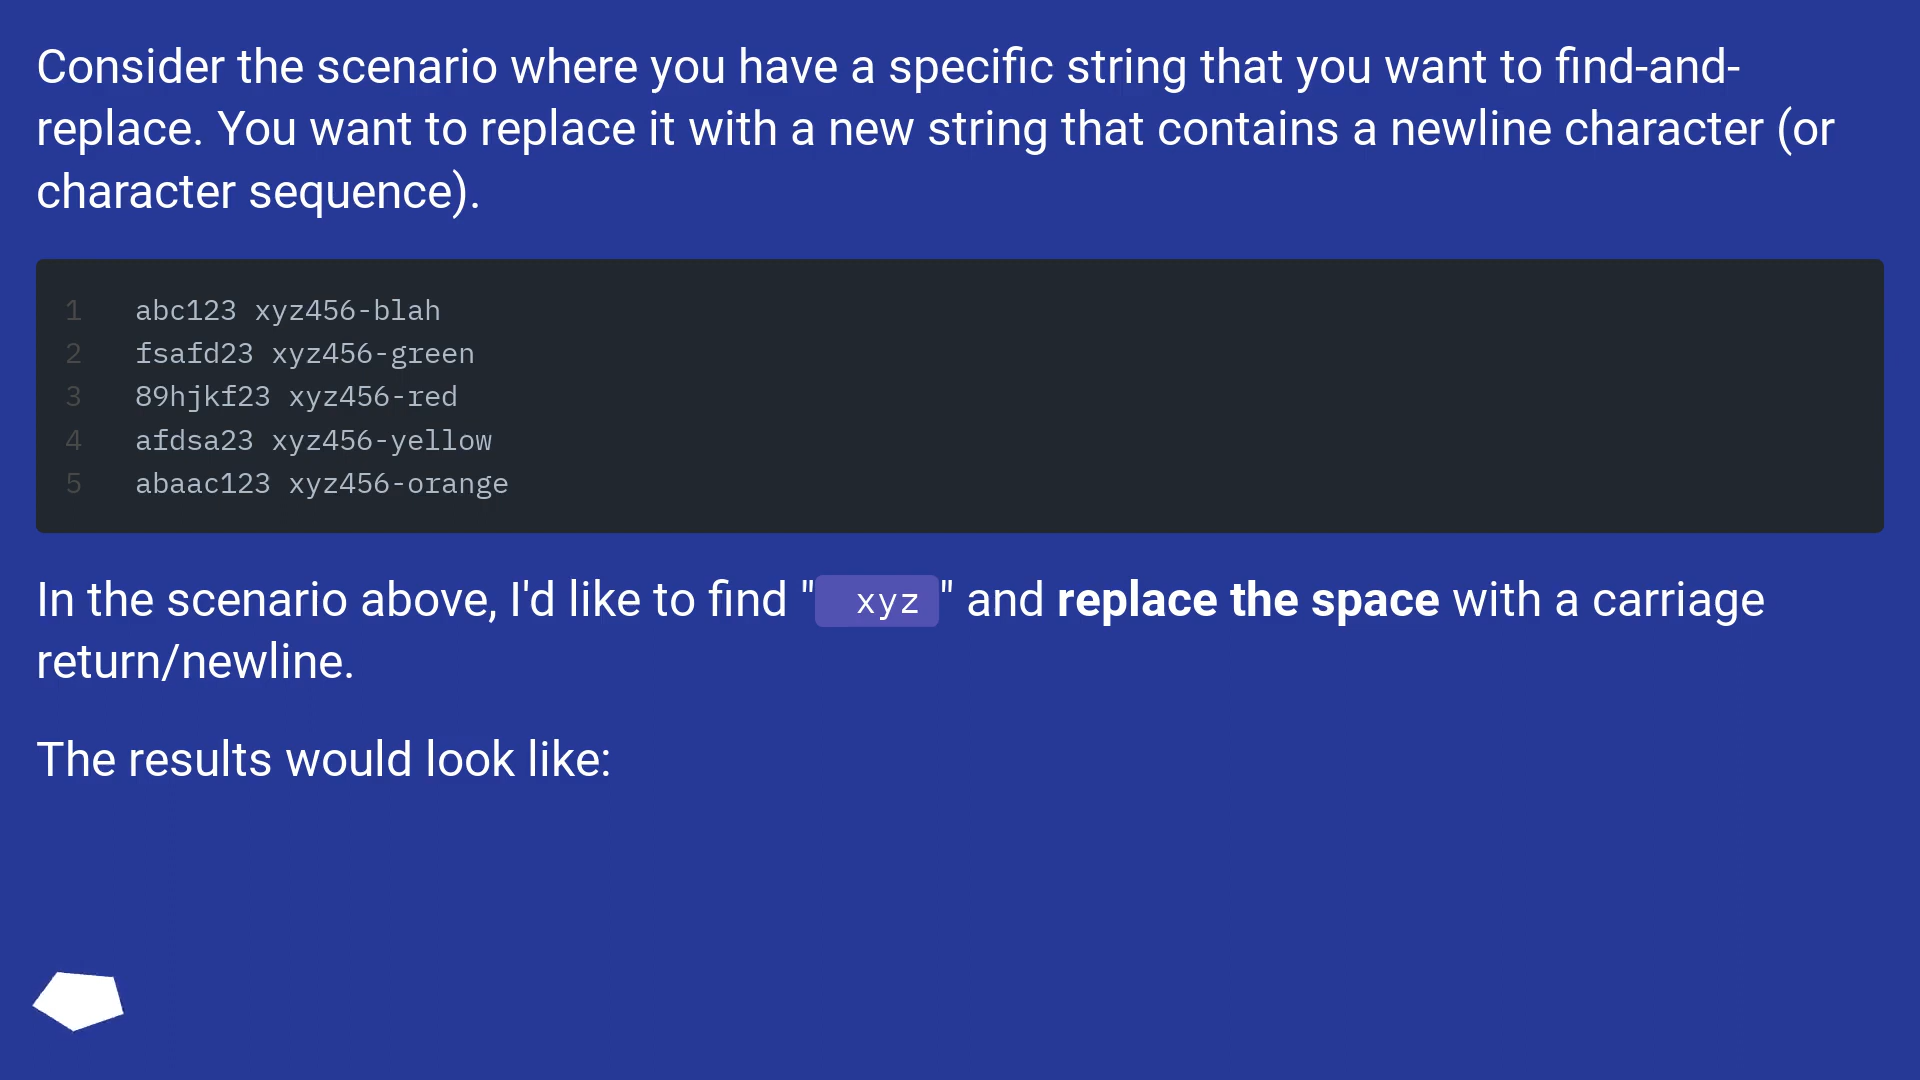 Consider the scenario where you have a specific string that you want to find-and-
replace. You want to replace it with a new string that contains a newline character (or
character sequence).
1 abc123 xyz456-blah
2 fsafd23 xyz456-green
3 89hjkf23 xyz456-red
4 afdsa23 xyz456-yellow
5 abaac123 xyz456-orange
In the scenario above, I'd like to find " xyz" and replace the space with a carriage
return/newline.
The results would look like: